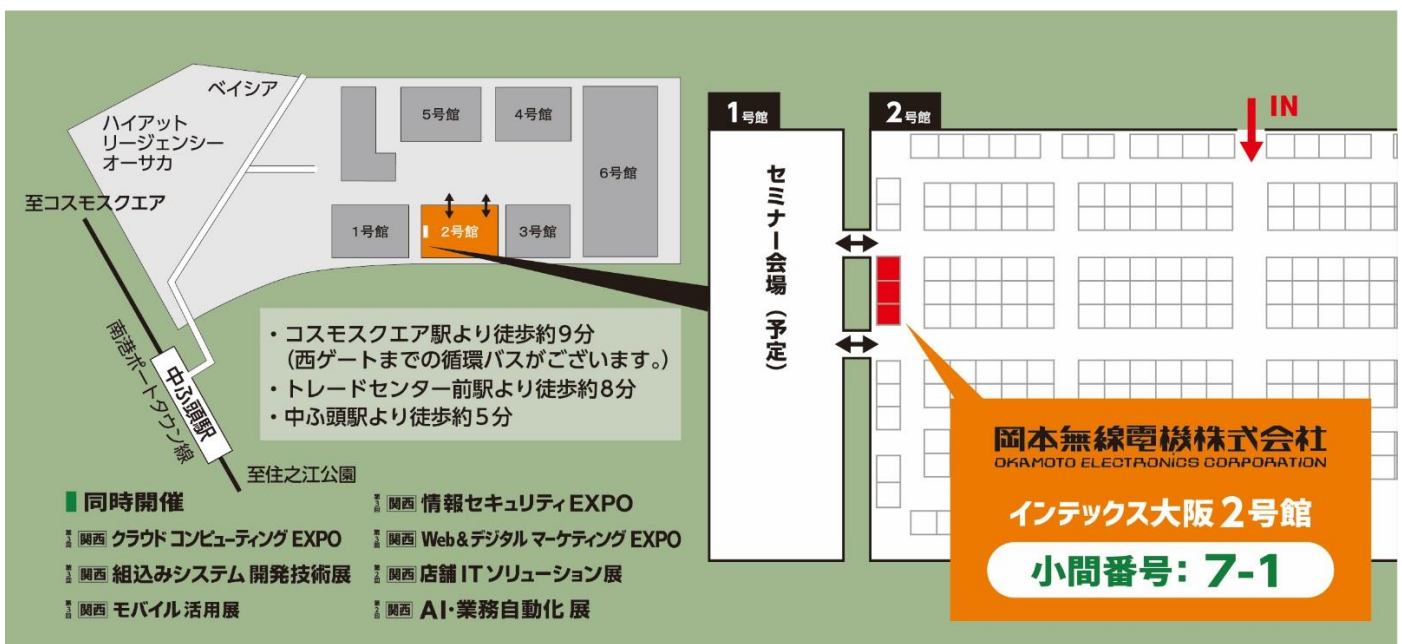 ベイシア
ハイアット
リージェンシー
オーサカ
至コスモスクエア
5号館
4号館
6号館
1号館
2号館
3号館
南港ポートタウン線
中ふ頭駅
至住之江公園
・コスモスクエア駅より徒歩約9分
(西ゲートまでの循環バスがございます。)
・トレードセンター前駅より徒歩約8分
・中ふ頭駅より徒歩約5分
同時開催
関西 クラウド コンピューティング EXPO
関西 組込みシステム 開発技術展
関西 モバイル 活用展
関西 情報セキュリティ EXPO
関西 Web&デジタル マーケティング EXPO
関西 店舗 IT ソリューション展
関西 AI・業務自動化 展
1号館
セミナー会場(予定)
2号館
IN
岡本無線電機株式会社
OKAMOTO ELECTRONICS CORPORATION
インテックス大阪 2号館
小間番号: 7-1